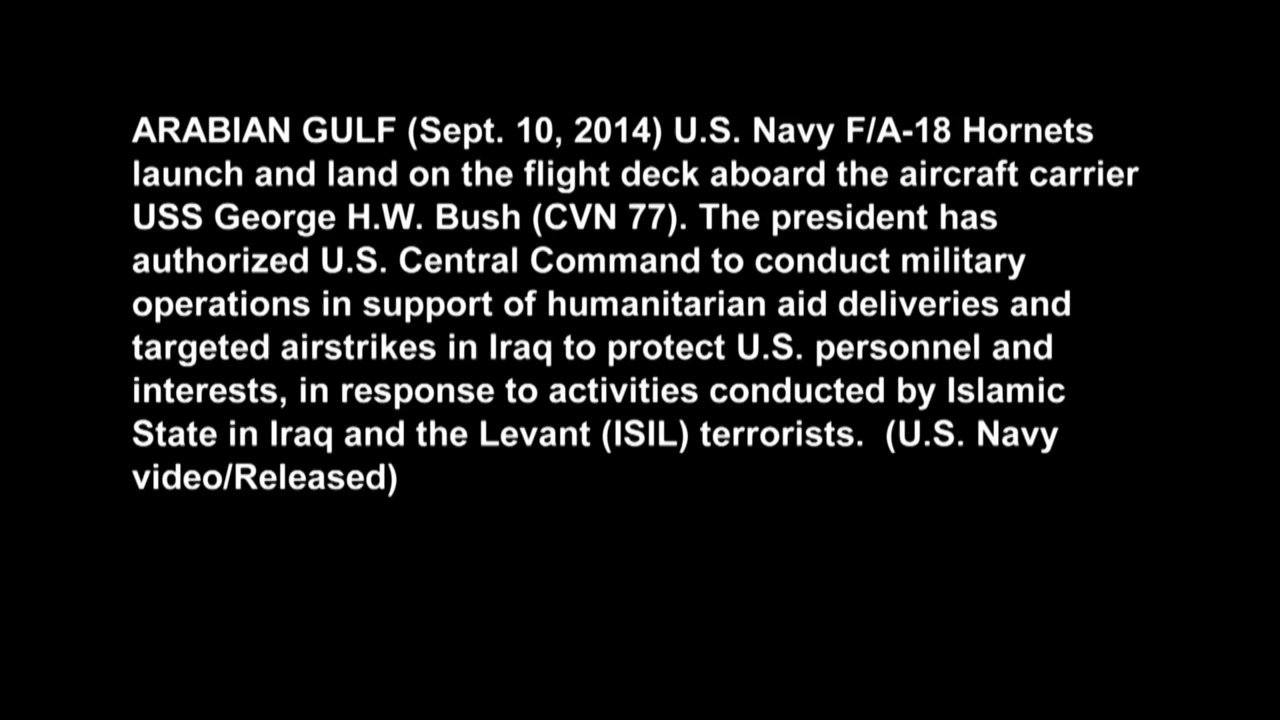 ARABIAN GULF (Sept. 10, 2014) U.S. Navy F/A-18 Hornets
launch and land on the flight deck aboard the aircraft carrier
USS George H.W. Bush (CVN 77). The president has
authorized U.S. Central Command to conduct military
operations in support of humanitarian aid deliveries and
targeted airstrikes in Iraq to protect U.S. personnel and
interests, in response to activities conducted by Islamic
State in Iraq and the Levant (ISIL) terrorists.  (U.S. Navy
video/Released)